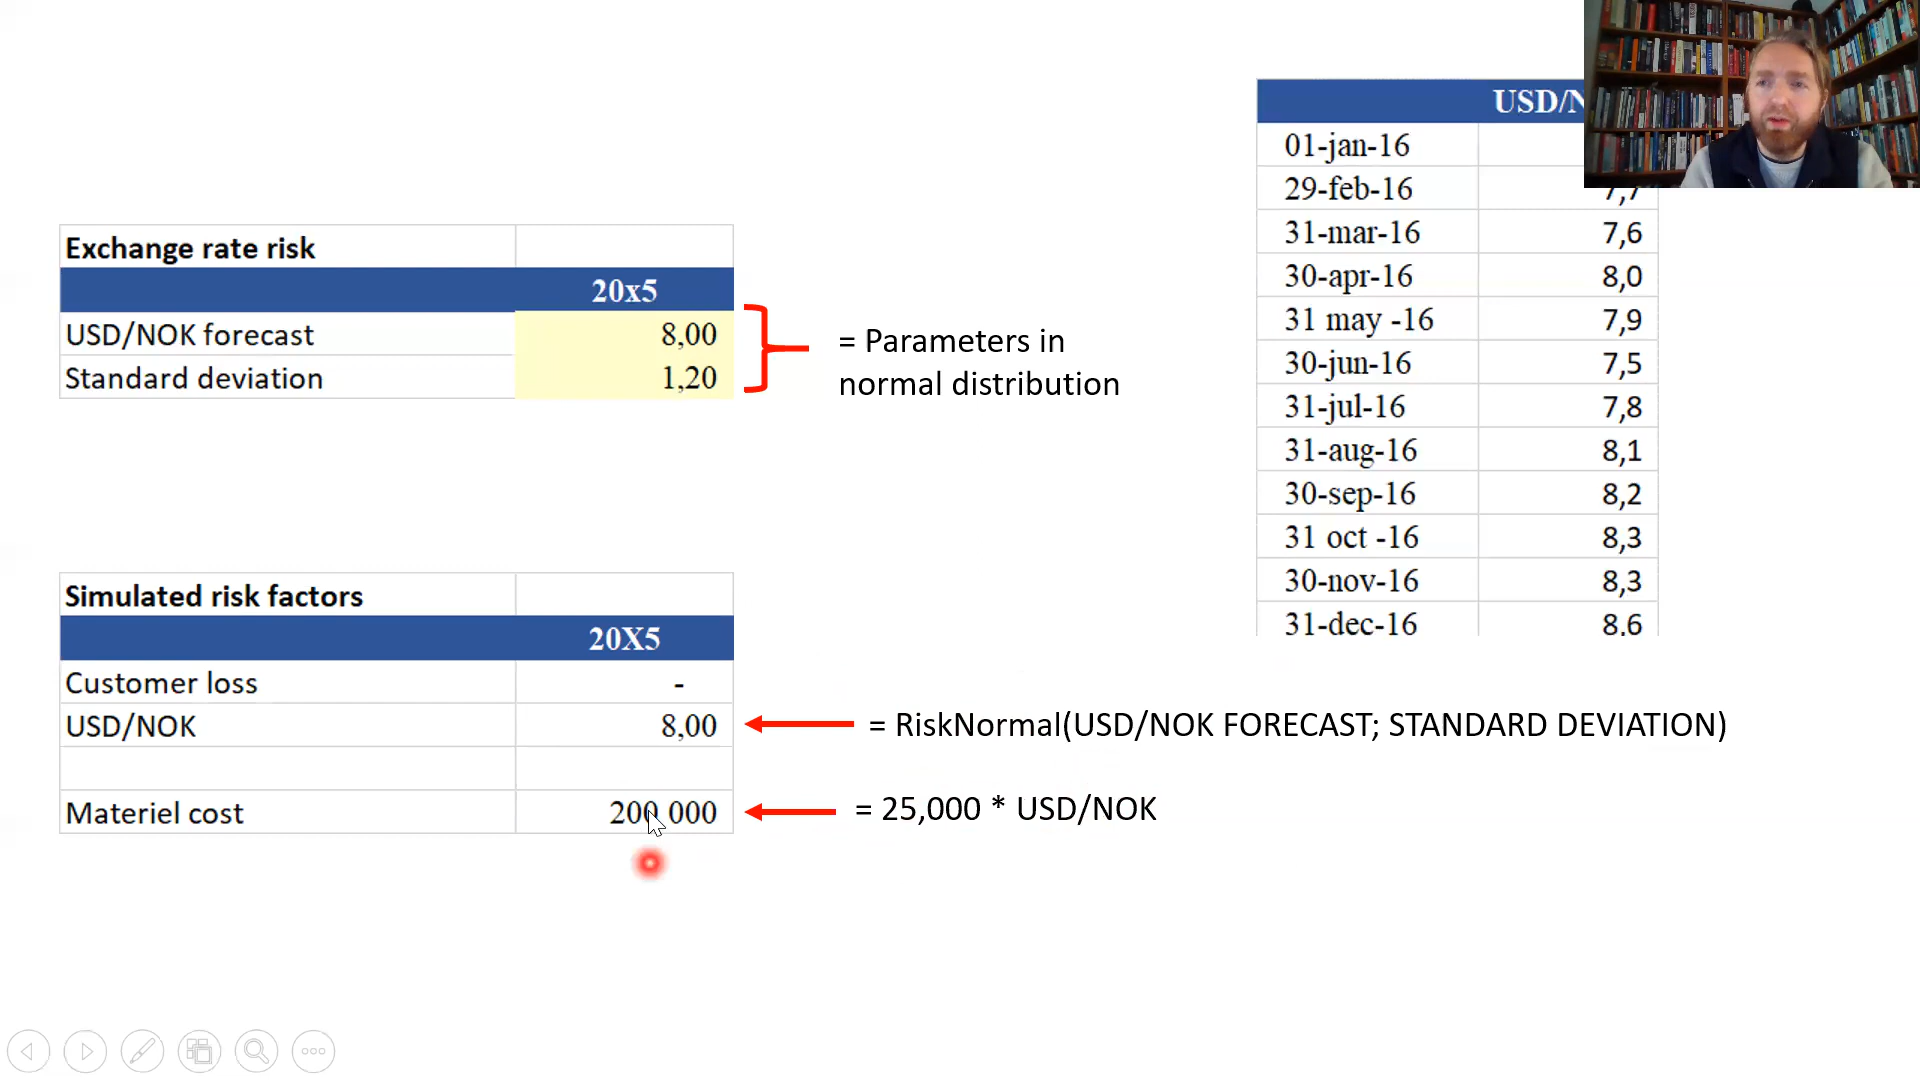 Exchange rate risk
20x5
USD/NOK forecast 8,00
Standard deviation 1,20
= Parameters in
normal distribution
Simulated risk factors
20X5
Customer loss -
USD/NOK 8,00
Materiel cost 200 000
= RiskNormal(USD/NOK FORECAST; STANDARD DEVIATION)
= 25,000 * USD/NOK
01-jan-16
29-feb-16 7,7
31-mar-16 7,6
30-apr-16 8,0
31 may -16 7,9
30-jun-16 7,5
31-jul-16 7,8
31-aug-16 8,1
30-sep-16 8,2
31 oct -16 8,3
30-nov-16 8,3
31-dec-16 8,6